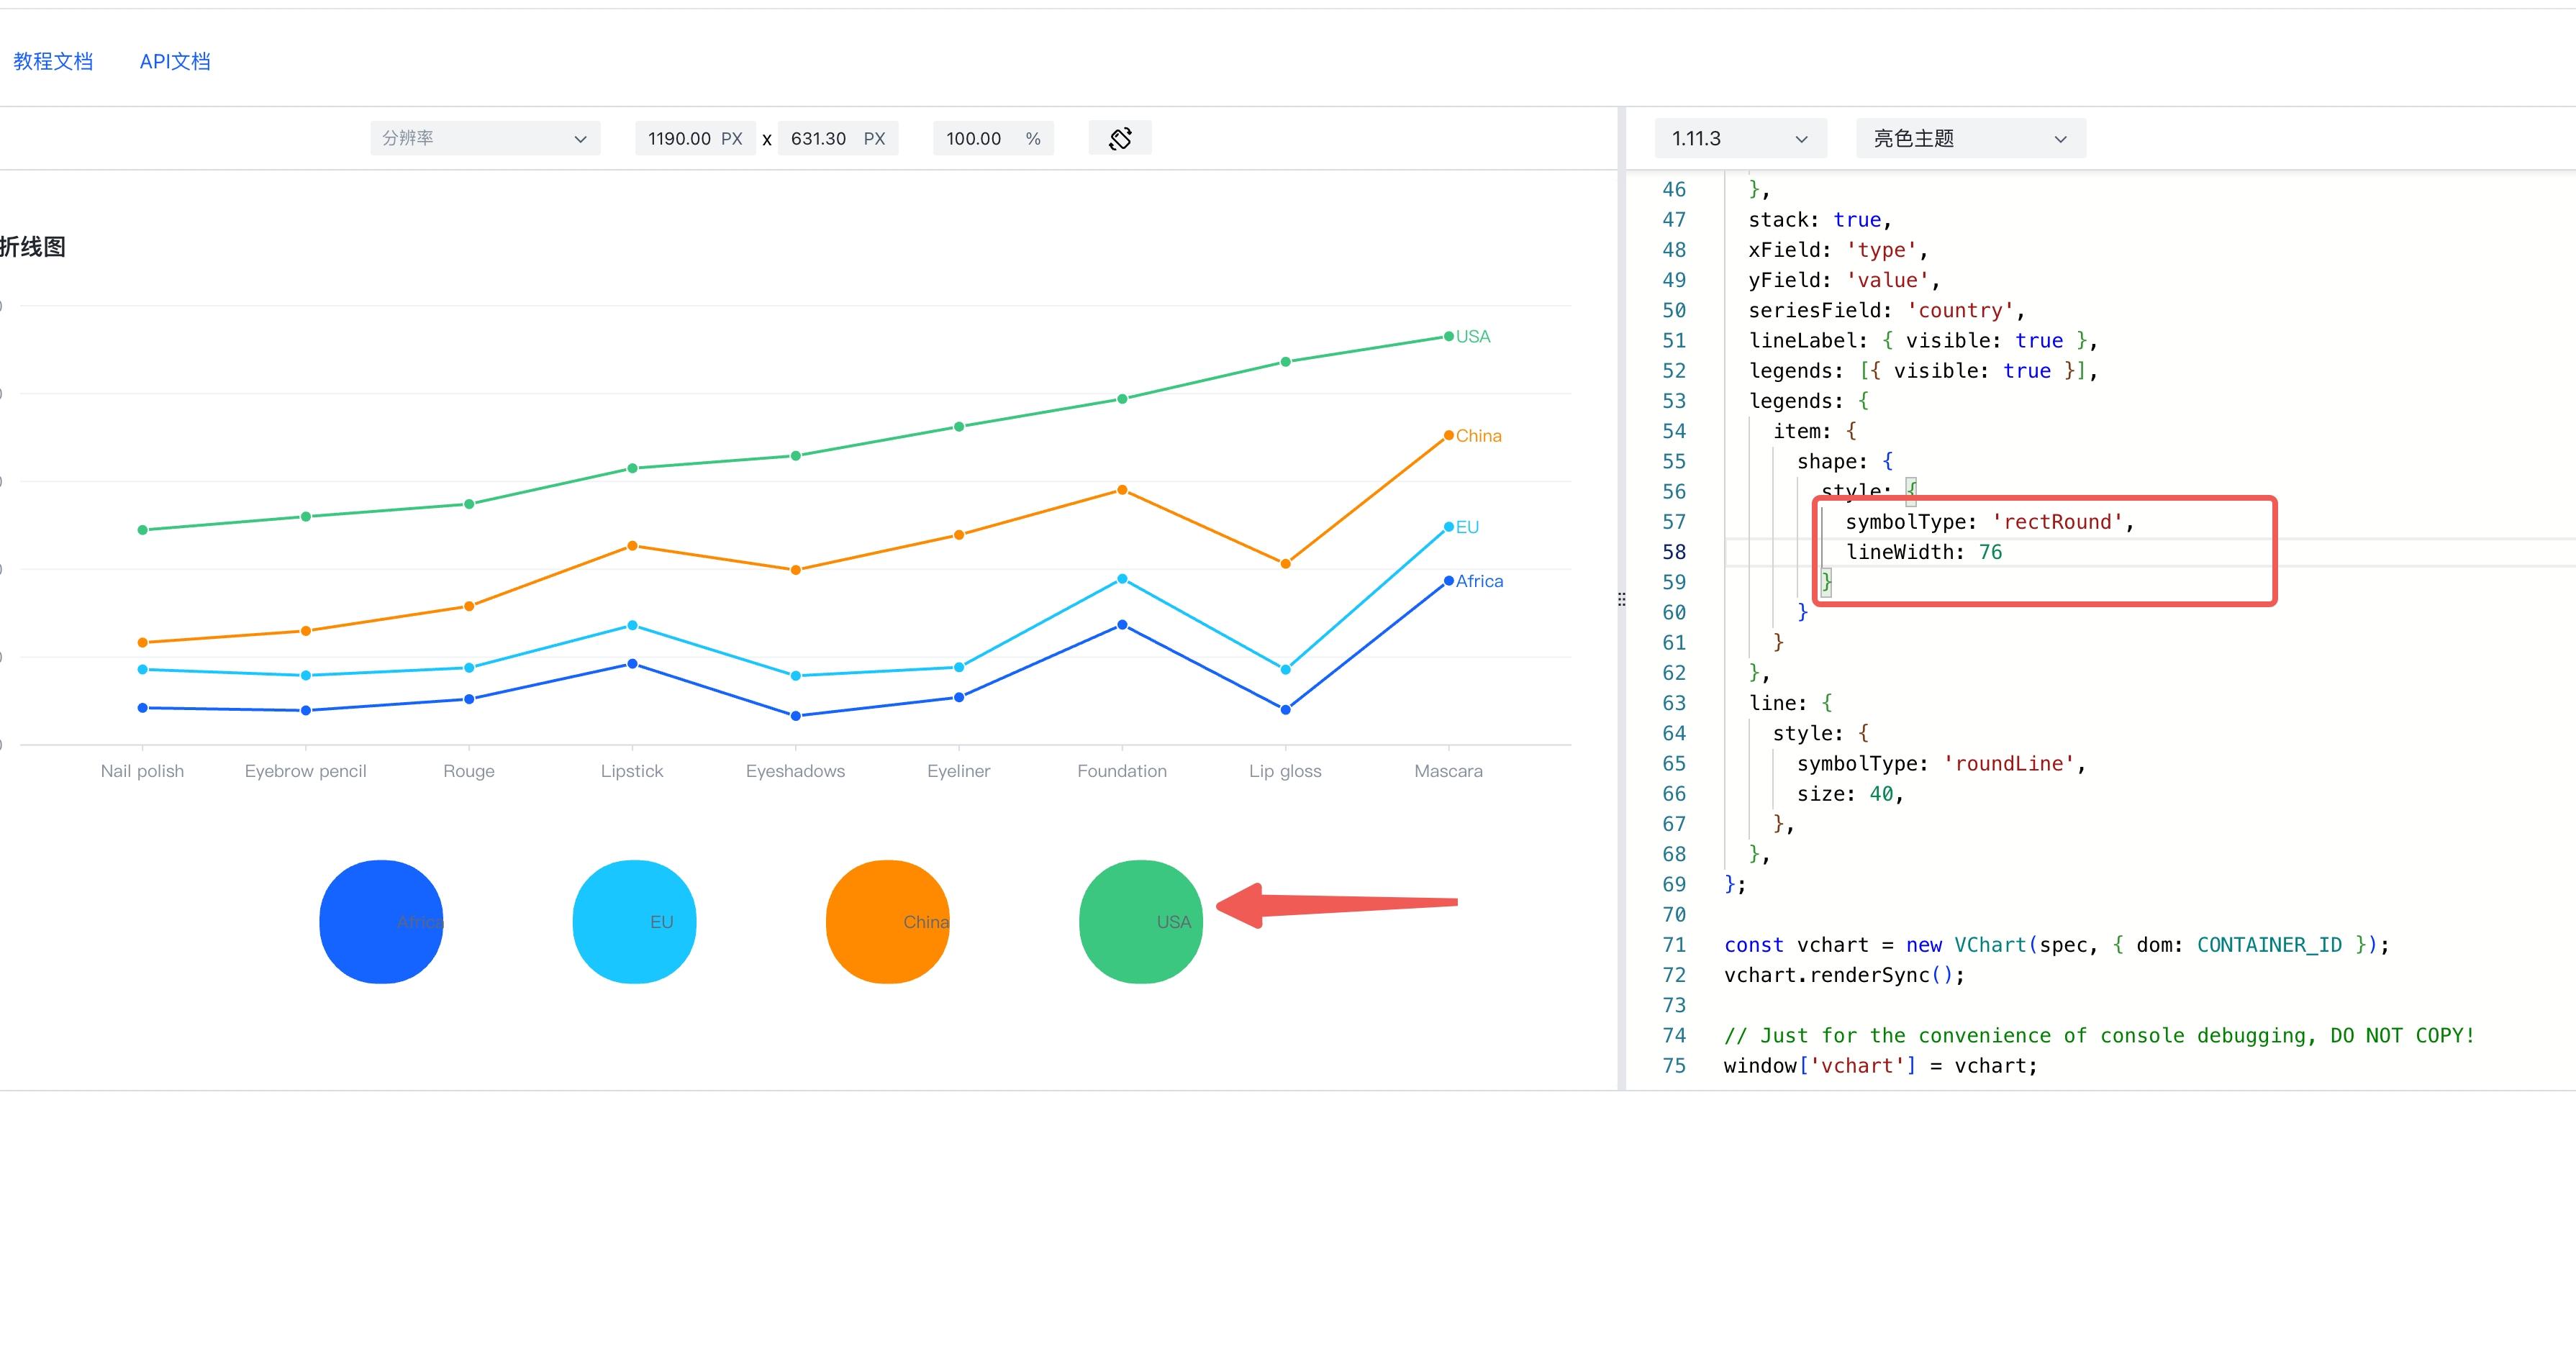 教程文档 API文档
分辨率 1190.00 PX x 631.30 PX 100.00 %
1.11.3 亮色主题
折线图
USA
China
EU
Africa
Nail polish Eyebrow pencil Rouge Lipstick Eyeshadows Eyeliner Foundation Lip gloss Mascara
Africa EU China USA
46 },
47 stack: true,
48 xField: 'type',
49 yField: 'value',
50 seriesField: 'country',
51 lineLabel: { visible: true },
52 legends: [{ visible: true }],
53 legends: {
54 item: {
55 shape: {
56 style: {
57 symbolType: 'rectRound',
58 lineWidth: 76
59 }
60 }
61 }
62 },
63 line: {
64 style: {
65 symbolType: 'roundLine',
66 size: 40,
67 },
68 },
69 };
70
71 const vchart = new VChart(spec, { dom: CONTAINER_ID });
72 vchart.renderSync();
73
74 // Just for the convenience of console debugging, DO NOT COPY!
75 window['vchart'] = vchart;